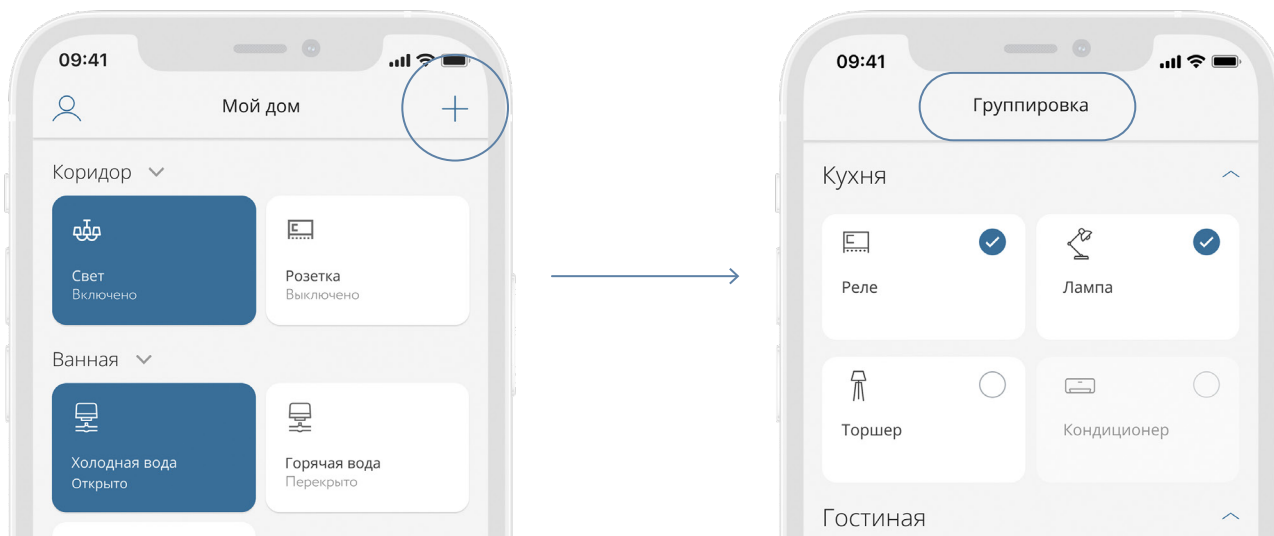 09:41
Мой дом
Коридор
Свет
Включено
Розетка
Выключено
Ванная
Холодная вода
Открыто
Горячая вода
Перекрыто
09:41
Группировка
Кухня
Реле
Лампа
Торшер
Кондиционер
Гостиная